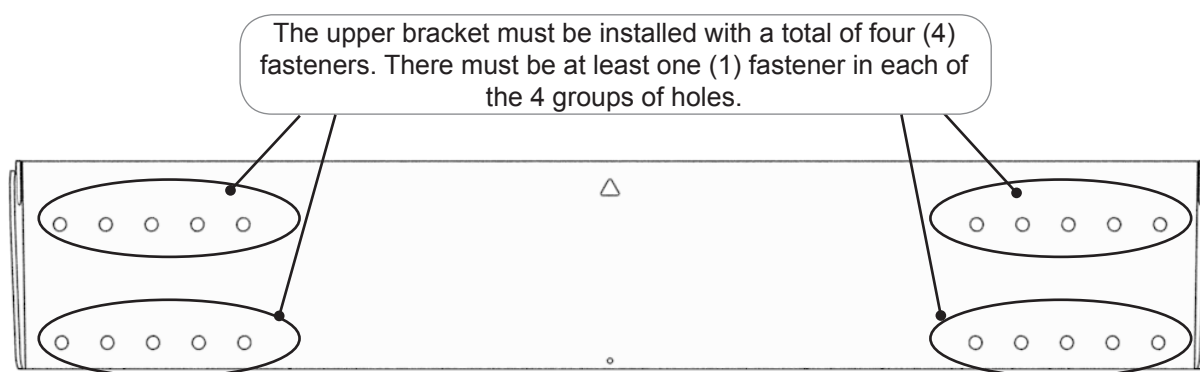 The upper bracket must be installed with a total of four (4)
fasteners. There must be at least one (1) fastener in each of
the 4 groups of holes.